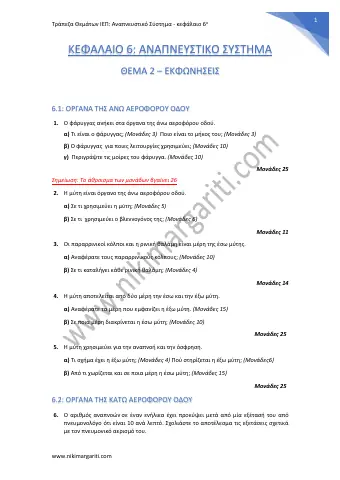 Τράπεζα Θεμάτων ΙΕΠ: Αναπνευστικό Σύστημα - κεφάλαιο 6ο
1
ΚΕΦΑΛΑΙΟ 6: ΑΝΑΠΝΕΥΣΤΙΚΟ ΣΥΣΤΗΜΑ
ΘΕΜΑ 2 – ΕΚΦΩΝΗΣΕΙΣ
6.1: ΟΡΓΑΝΑ ΤΗΣ ΑΝΩ ΑΕΡΟΦΟΡΟΥ ΟΔΟΥ
1. Ο φάρυγγας ανήκει στα όργανα της άνω αεροφόρου οδού.
α) Τι είναι ο φάρυγγας; (Μονάδες 3) Ποιο είναι το μήκος του; (Μονάδες 3)
β) Ο φάρυγγας για ποιες λειτουργίες χρησιμεύει; (Μονάδες 10)
γ) Περιγράψτε τις μοίρες του φάρυγγα. (Μονάδες 10)
Μονάδες 25
Σημείωση: Το άθροισμα των μονάδων βγαίνει 26
2. Η μύτη είναι όργανο της άνω αεροφόρου οδού.
α) Σε τι χρησιμεύει η μύτη; (Μονάδες 5)
β) Σε τι χρησιμεύει ο βλεννογόνος της; (Μονάδες 6)
Μονάδες 11
3. Οι παραρρινικοί κόλποι και η ρινική θαλάμη είναι μέρη της έσω μύτης.
α) Αναφέρατε τους παραρρινικούς κόλπους; (Μονάδες 10)
β) Σε τι καταλήγει κάθε ρινική θαλάμη; (Μονάδες 4)
Μονάδες 14
4. Η μύτη αποτελείται από δύο μέρη την έσω και την έξω μύτη.
α) Αναφέρατε τα μέρη που εμφανίζει η έξω μύτη. (Μονάδες 15)
β) Σε ποια μέρη διακρίνεται η έσω μύτη; (Μονάδες 10)
Μονάδες 25
5. Η μύτη χρησιμεύει για την αναπνοή και την όσφρηση.
α) Τι σχήμα έχει η έξω μύτη; (Μονάδες 4) Πού στηρίζεται η έξω μύτη; (Μονάδες6)
β) Από τι χωρίζεται και σε ποια μέρη η έσω μύτη; (Μονάδες 15)
Μονάδες 25
6.2: ΟΡΓΑΝΑ ΤΗΣ ΚΑΤΩ ΑΕΡΟΦΟΡΟΥ ΟΔΟΥ
6. Ο αριθμός αναπνοών σε έναν ενήλικα έχει προκύψει μετά από μία εξέτασή του από
πνευμονολόγο ότι είναι 10 ανά λεπτό. Σχολιάστε το αποτέλεσμα της εξετάσεις σχετικά
με τον πνευμονικό αερισμό του.
www.nikimargariti.com
www.nikimargariti.com